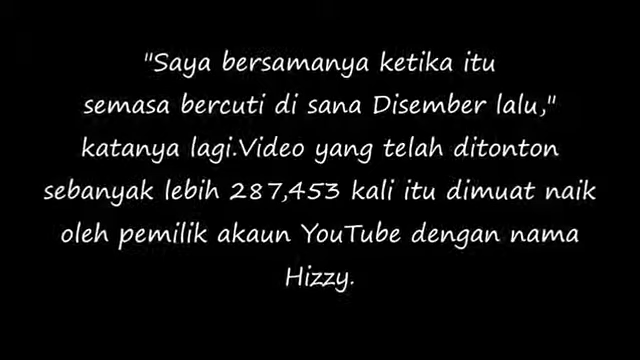 "Saya bersamanya ketika itu
semasa bercuti di sana Disember lalu,"
katanya lagi.Video yang telah ditonton
sebanyak lebih 287,453 kali itu dimuat naik
oleh pemilik akaun YouTube dengan nama
Hizzy.